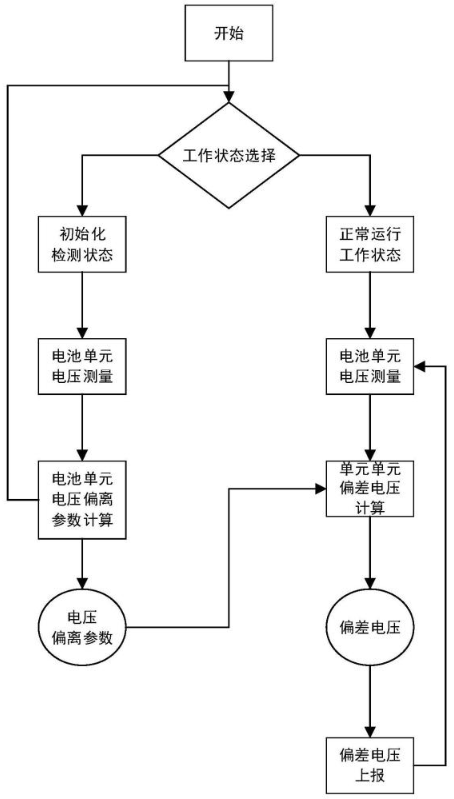 开始
工作状态选择
初始化
检测状态
正常运行
工作状态
电池单元
电压测量
电池单元
电压测量
电池单元
电压偏离
参数计算
单元单元
偏差电压
计算
电压
偏离参数
偏差电压
偏差电压
上报